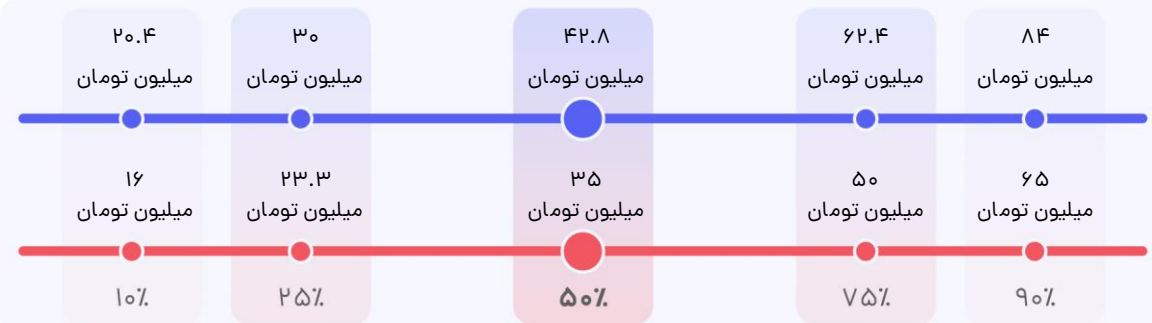 ۲۰.۴ ۳۰ ۴۲.۸ ۶۲.۴ ۸۴
میلیون تومان میلیون تومان میلیون تومان میلیون تومان میلیون تومان
۱۶ ۲۳.۳ ۳۵ ۵۰ ۶۵
میلیون تومان میلیون تومان میلیون تومان میلیون تومان میلیون تومان
۱۰٪ ۲۵٪ ۵۰٪ ۷۵٪ ۹۰٪